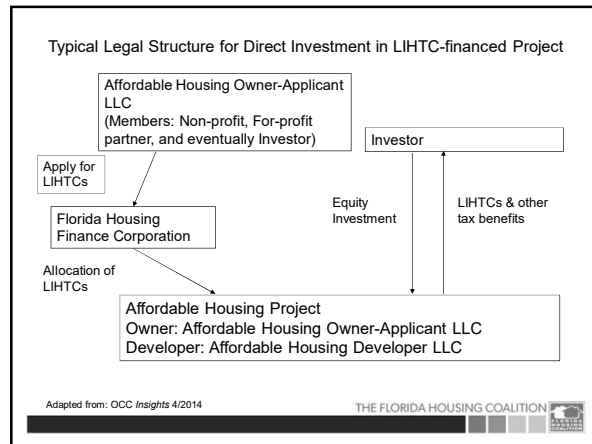 Typical Legal Structure for Direct Investment in LIHTC-financed Project
Affordable Housing Owner-Applicant
LLC
(Members: Non-profit, For-profit
partner, and eventually Investor)
Investor
Apply for
LIHTCs
Equity
Investment
LIHTCs & other
tax benefits
Florida Housing
Finance Corporation
Allocation of
LIHTCs
Affordable Housing Project
Owner: Affordable Housing Owner-Applicant LLC
Developer: Affordable Housing Developer LLC
Adapted from: OCC Insights 4/2014
THE FLORIDA HOUSING COALITION
FLORIDA
HOUSING
COALITION